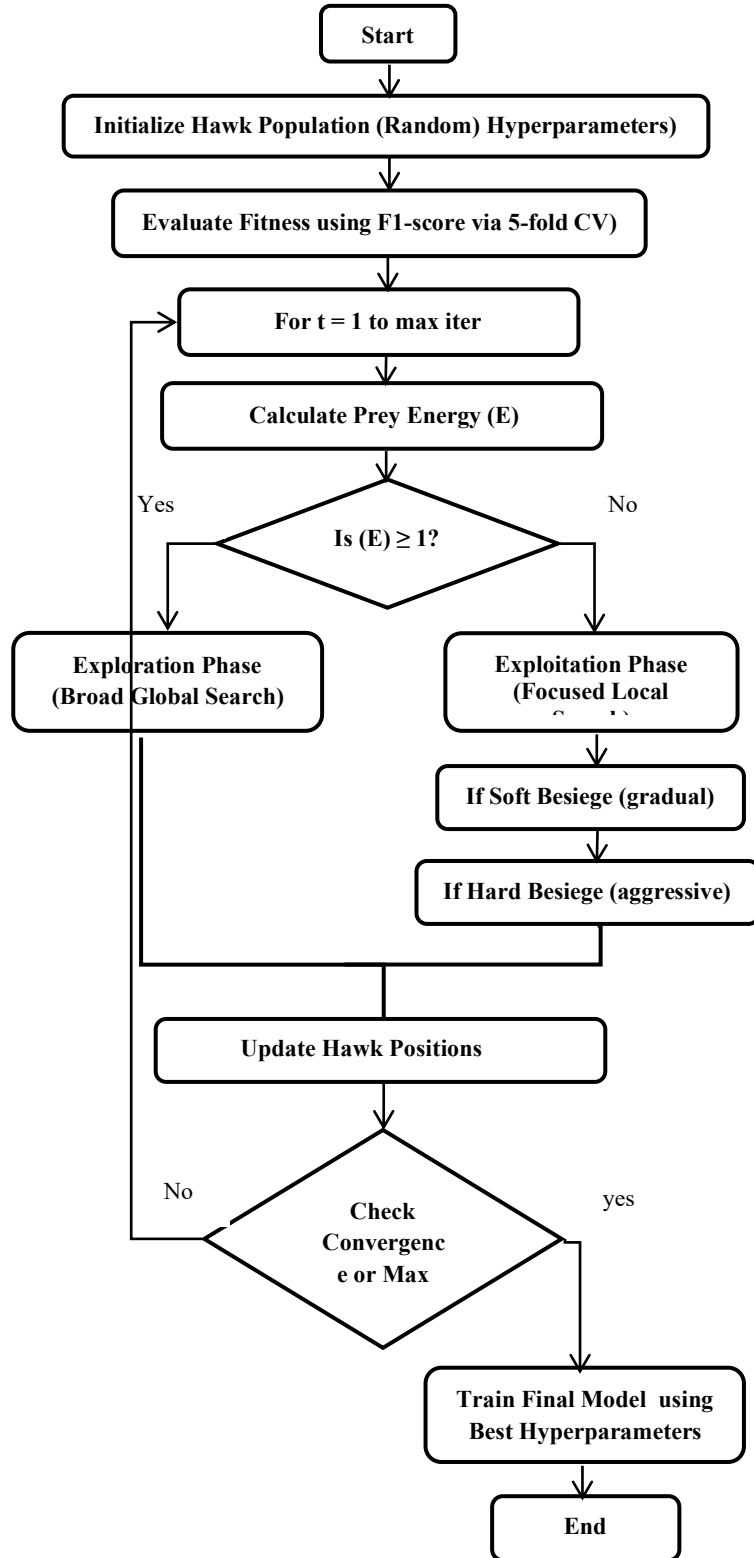 Start
Initialize Hawk Population (Random) Hyperparameters)
Evaluate Fitness using F1-score via 5-fold CV)
For t = 1 to max iter
Calculate Prey Energy (E)
Yes
No
Is (E) ≥ 1?
Exploration Phase
(Broad Global Search)
Exploitation Phase
(Focused Local
If Soft Besiege (gradual)
If Hard Besiege (aggressive)
Update Hawk Positions
No
yes
Check
Convergenc
e or Max
Train Final Model using
Best Hyperparameters
End